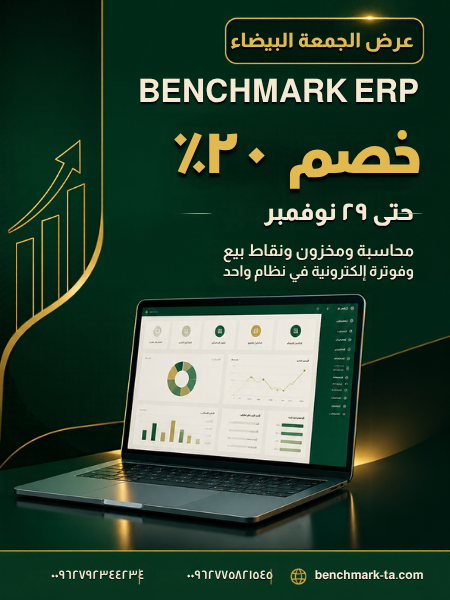 عرض الجمعة البيضاء
BENCHMARK ERP
خصم ٢٠٪
حتى ٢٩ نوفمبر
محاسبة ومخزون ونقاط بيع
وفوترة إلكترونية في نظام واحد
benchmark-ta.com
٠٠٩٦٢٧٧٥٨٢١٥٤٥
٠٠٩٦٢٧٩٢٣٤٤٢٣٤